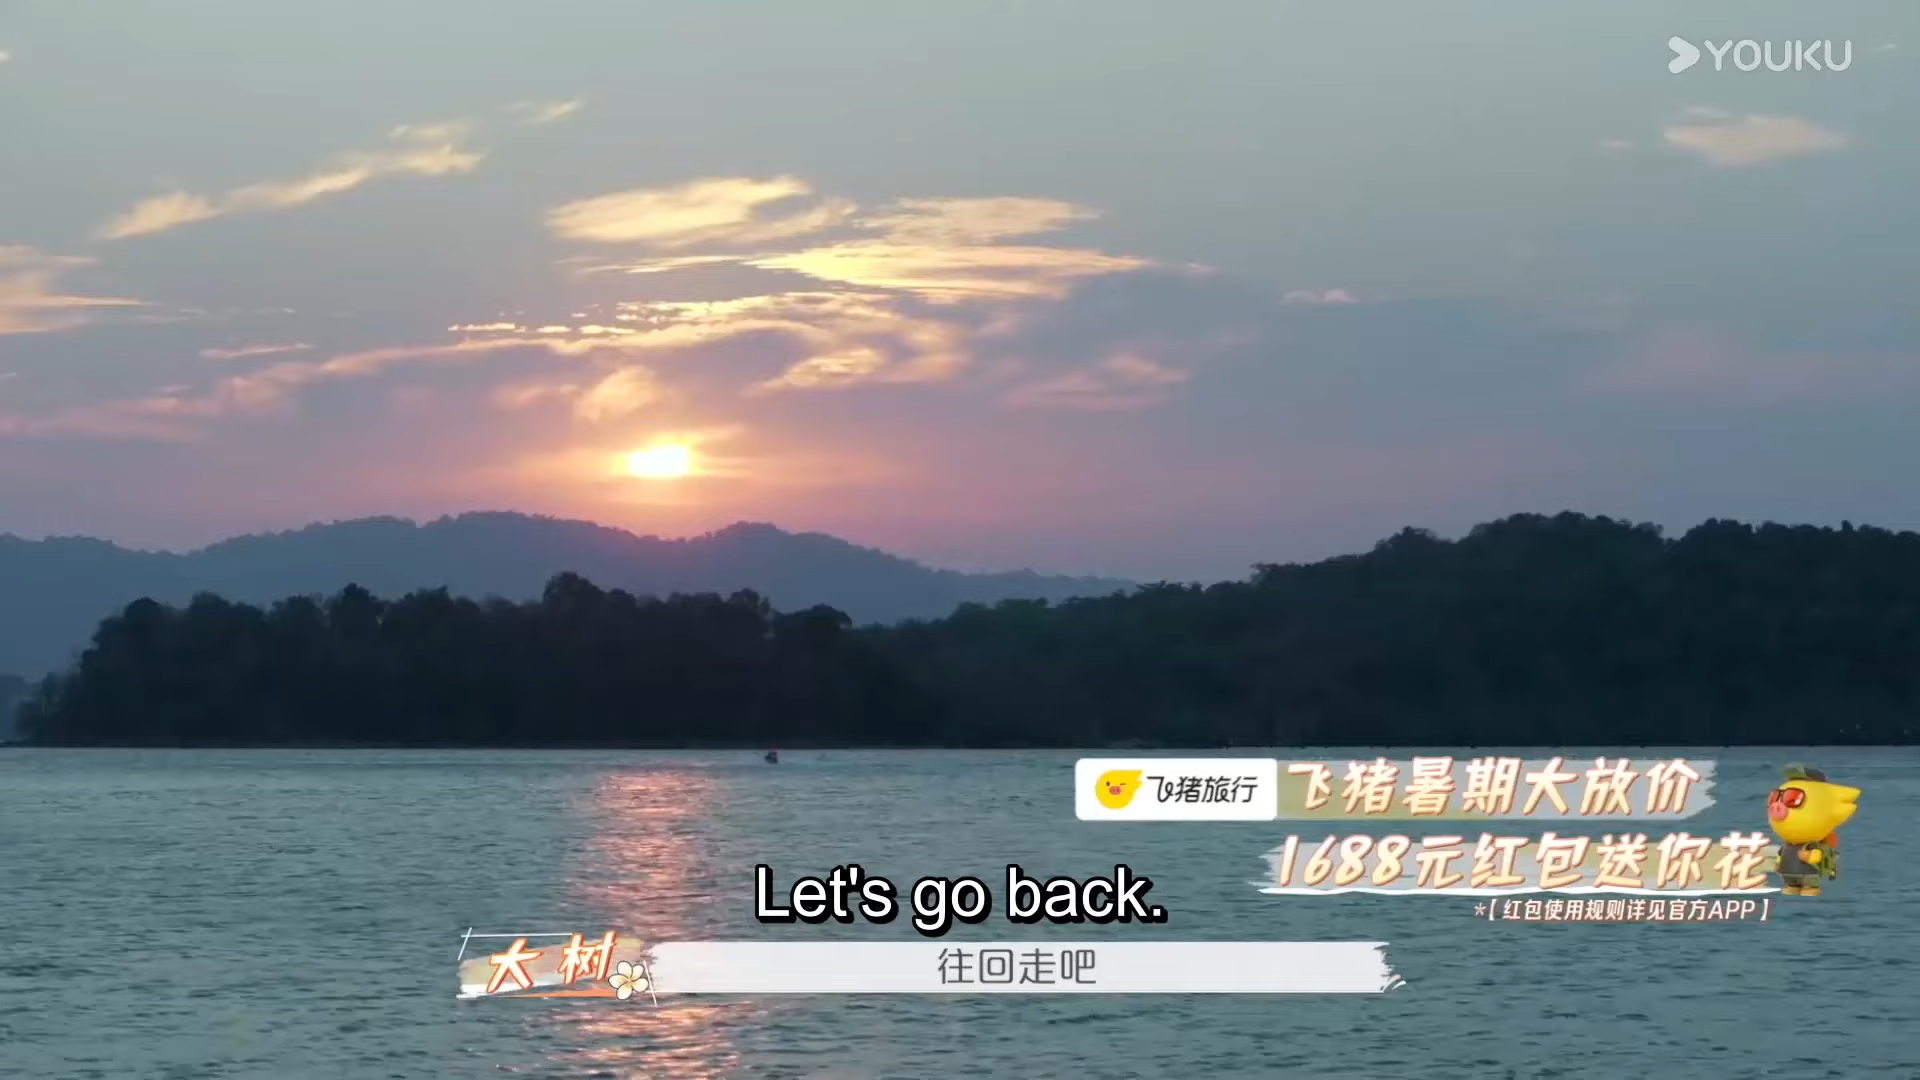 YOUKU
飞猪旅行
飞猪暑期大放价
1688元红包送你花
*【红包使用规则详见官方APP】
Let's go back.
大树
往回走吧